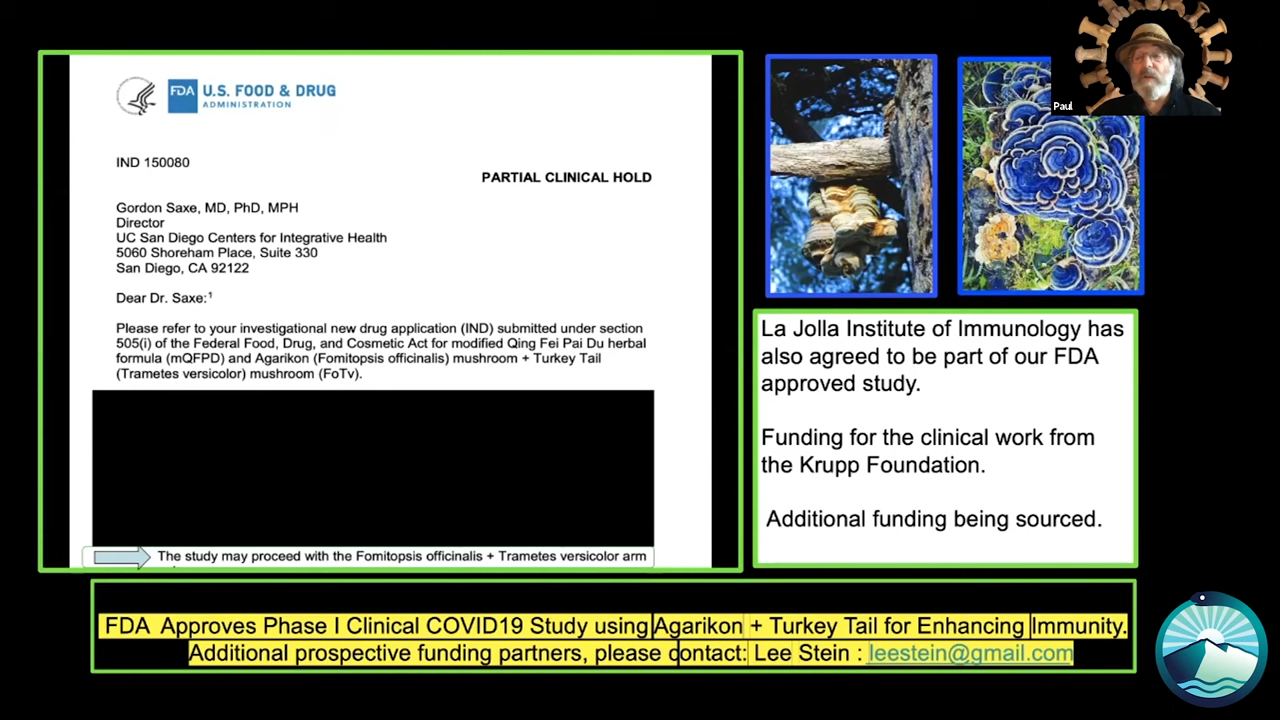 FDA
U.S. FOOD & DRUG
ADMINISTRATION
IND 150080
PARTIAL CLINICAL HOLD
Gordon Saxe, MD, PhD, MPH
Director
UC San Diego Centers for Integrative Health
5060 Shoreham Place, Suite 330
San Diego, CA 92122
Dear Dr. Saxe:1
Please refer to your investigational new drug application (IND) submitted under section
505(i) of the Federal Food, Drug, and Cosmetic Act for modified Qing Fei Pai Du herbal
formula (mQFPD) and Agarikon (Fomitopsis officinalis) mushroom + Turkey Tail
(Trametes versicolor) mushroom (FoTv).
The study may proceed with the Fomitopsis officinalis + Trametes versicolor arm
Paul
La Jolla Institute of Immunology has
also agreed to be part of our FDA
approved study.
Funding for the clinical work from
the Krupp Foundation.
Additional funding being sourced.
FDA Approves Phase I Clinical COVID19 Study using Agarikon + Turkey Tail for Enhancing Immunity.
Additional prospective funding partners, please contact: Lee Stein : leestein@gmail.com